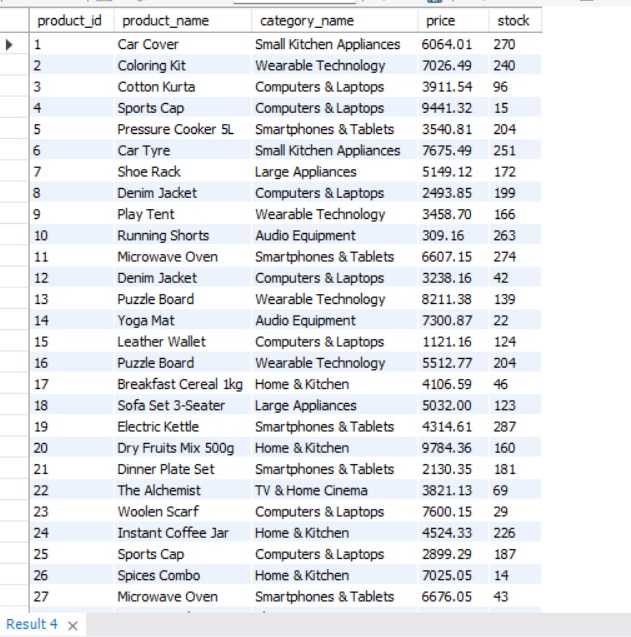 product_id product_name category_name price stock
1 Car Cover Small Kitchen Appliances 6064.01 270
2 Coloring Kit Wearable Technology 7026.49 240
3 Cotton Kurta Computers & Laptops 3911.54 96
4 Sports Cap Computers & Laptops 9441.32 15
5 Pressure Cooker 5L Smartphones & Tablets 3540.81 204
6 Car Tyre Small Kitchen Appliances 7675.49 251
7 Shoe Rack Large Appliances 5149.12 172
8 Denim Jacket Computers & Laptops 2493.85 199
9 Play Tent Wearable Technology 3458.70 166
10 Running Shorts Audio Equipment 309.16 263
11 Microwave Oven Smartphones & Tablets 6607.15 274
12 Denim Jacket Computers & Laptops 3238.16 42
13 Puzzle Board Wearable Technology 8211.38 139
14 Yoga Mat Audio Equipment 7300.87 22
15 Leather Wallet Computers & Laptops 1121.16 124
16 Puzzle Board Wearable Technology 5512.77 204
17 Breakfast Cereal 1kg Home & Kitchen 4106.59 46
18 Sofa Set 3-Seater Large Appliances 5032.00 123
19 Electric Kettle Smartphones & Tablets 4314.61 287
20 Dry Fruits Mix 500g Home & Kitchen 9784.36 160
21 Dinner Plate Set Smartphones & Tablets 2130.35 181
22 The Alchemist TV & Home Cinema 3821.13 69
23 Woolen Scarf Computers & Laptops 7600.15 29
24 Instant Coffee Jar Home & Kitchen 4524.33 226
25 Sports Cap Computers & Laptops 2899.29 187
26 Spices Combo Home & Kitchen 7025.05 14
27 Microwave Oven Smartphones & Tablets 6676.05 43
Result 4